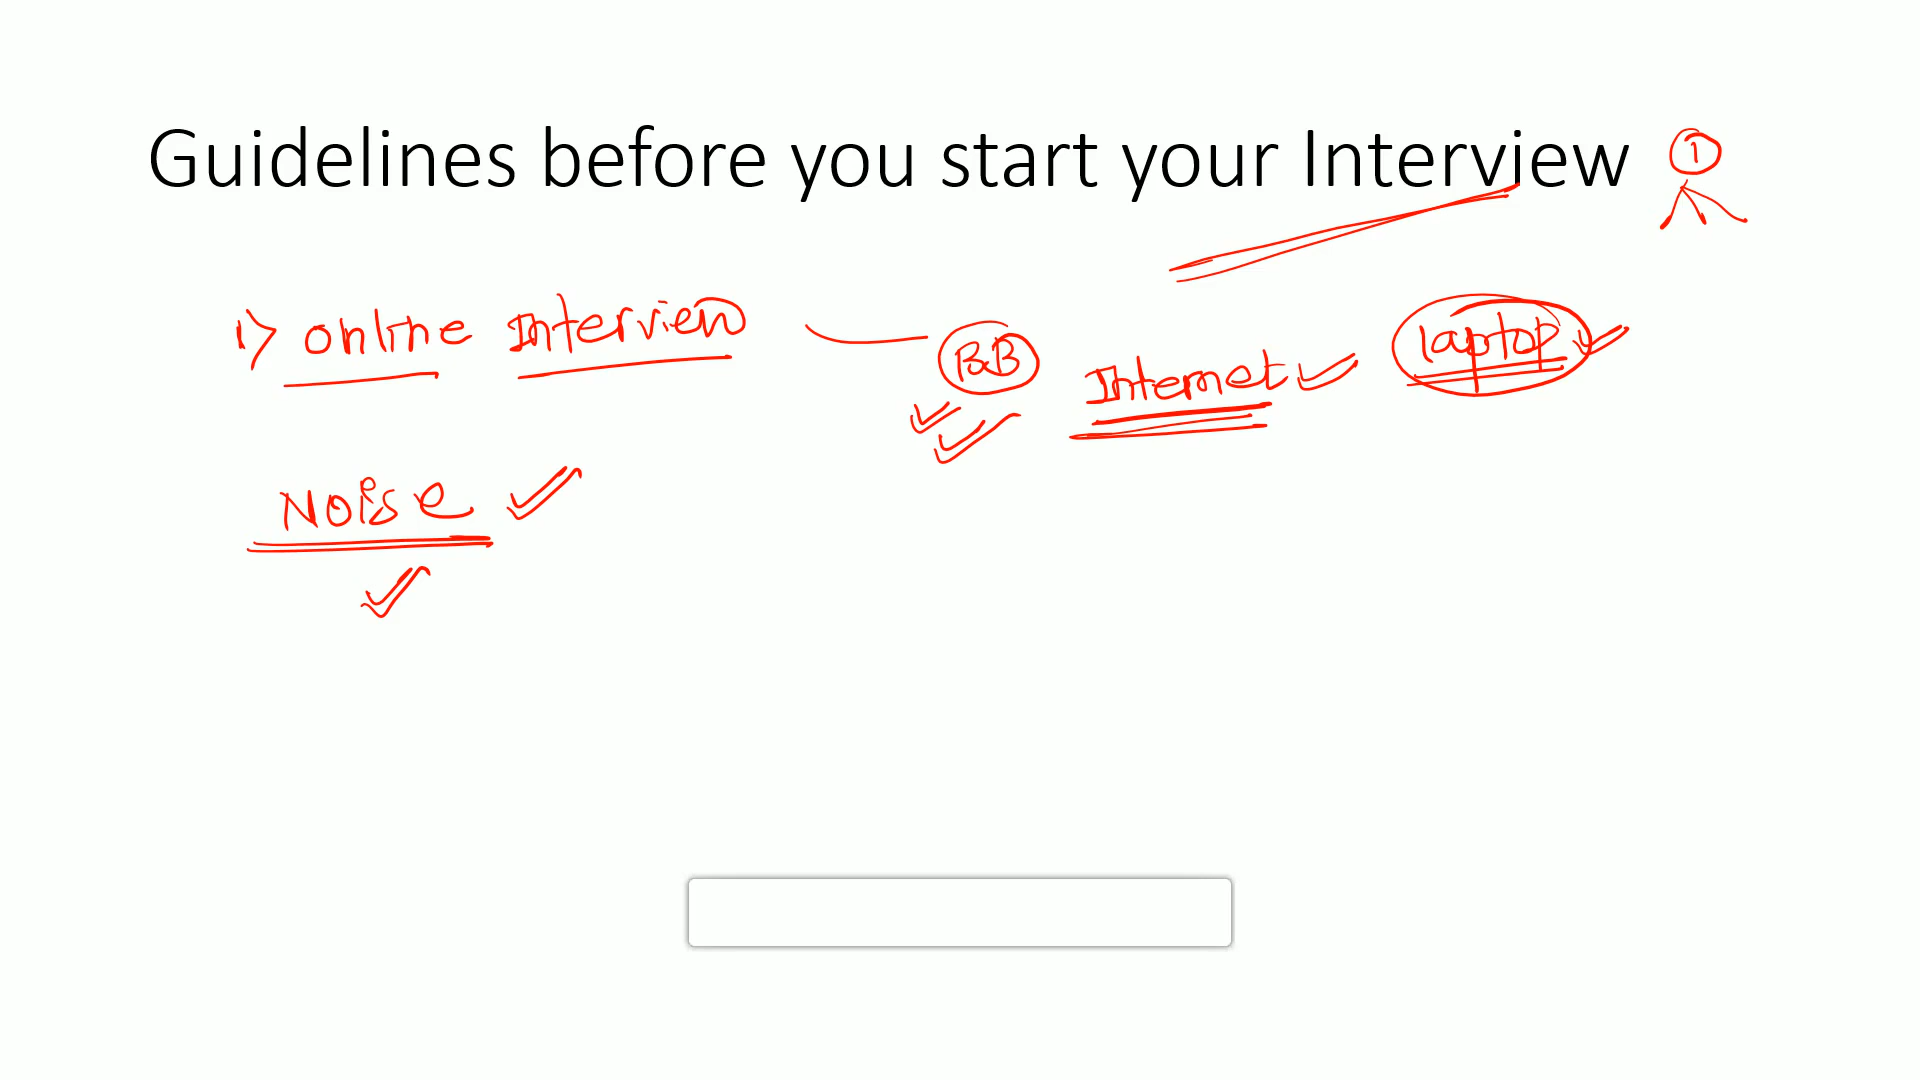 Guidelines before you start your Interview
1
1) online Interview
BB Internet laptop
Noise